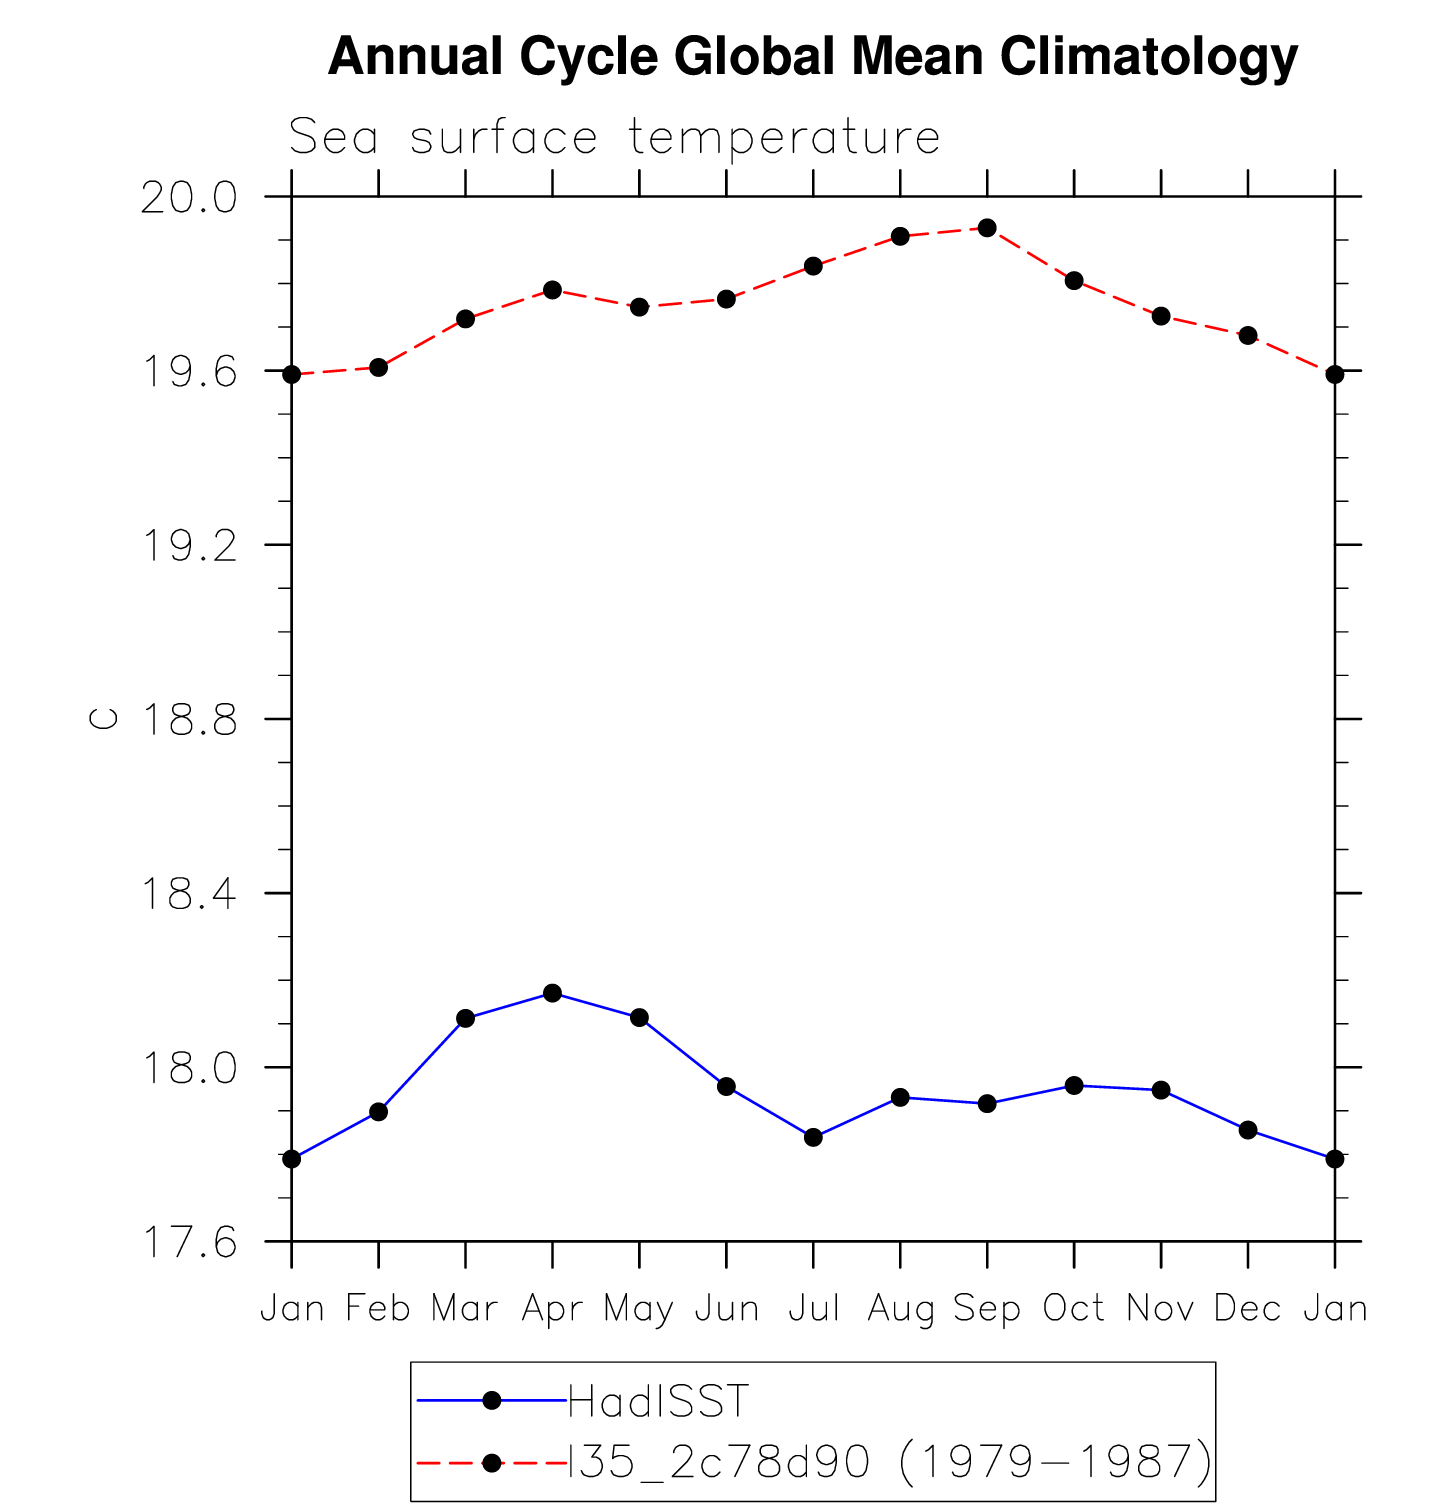 Annual Cycle Global Mean Climatology
Sea surface temperature
20.0
19.6
19.2
18.8
18.4
18.0
17.6
C
Jan Feb Mar Apr May Jun Jul Aug Sep Oct Nov Dec Jan
HadISST
I35_2c78d90 (1979-1987)